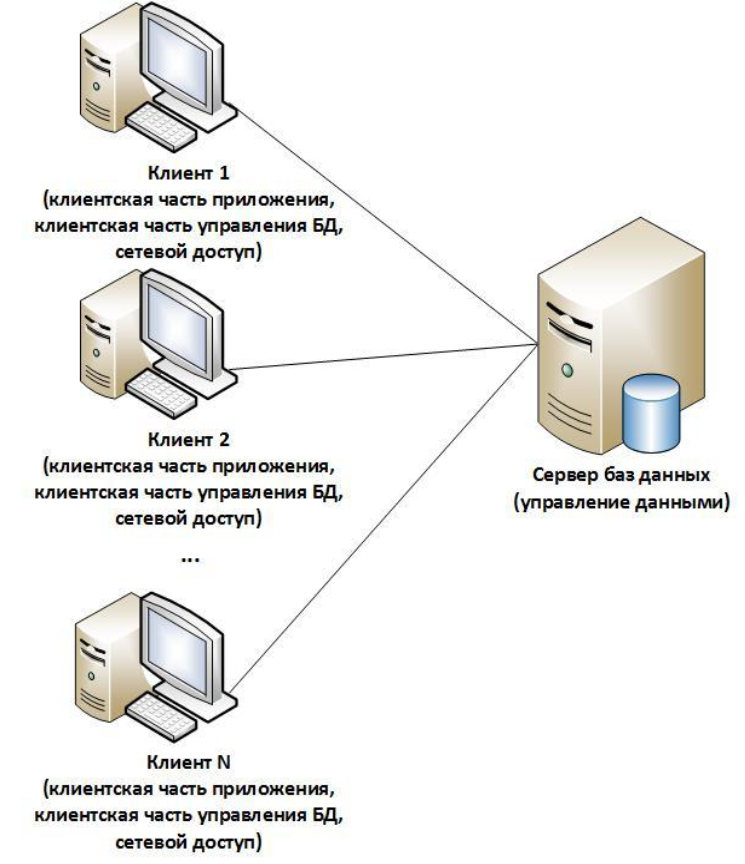 Клиент 1
(клиентская часть приложения,
клиентская часть управления БД,
сетевой доступ)
Клиент 2
(клиентская часть приложения,
клиентская часть управления БД,
сетевой доступ)
...
Клиент N
(клиентская часть приложения,
клиентская часть управления БД,
сетевой доступ)
Сервер баз данных
(управление данными)